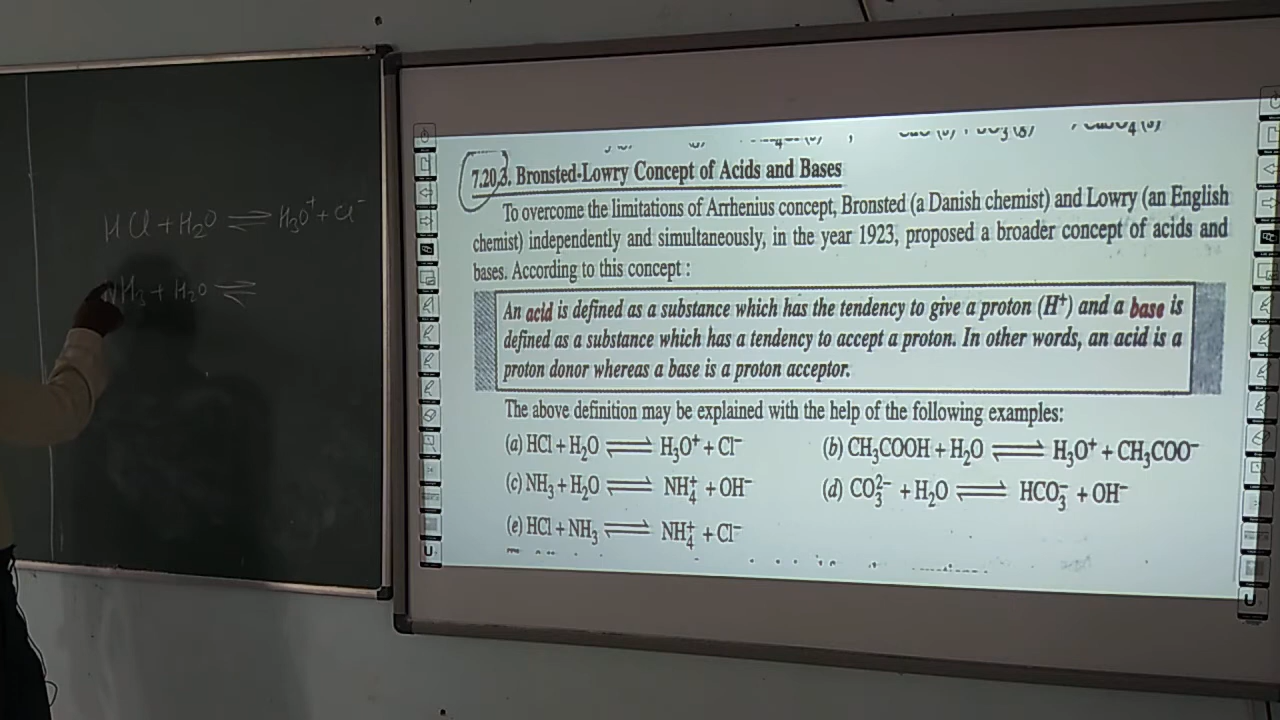 HCl + H₂O ⇌ H₃O⁺ + Cl⁻
NH₃ + H₂O ⇌
7.20.3. Bronsted-Lowry Concept of Acids and Bases
To overcome the limitations of Arrhenius concept, Bronsted (a Danish chemist) and Lowry (an English
chemist) independently and simultaneously, in the year 1923, proposed a broader concept of acids and
bases. According to this concept :
An acid is defined as a substance which has the tendency to give a proton (H⁺) and a base is
defined as a substance which has a tendency to accept a proton. In other words, an acid is a
proton donor whereas a base is a proton acceptor.
The above definition may be explained with the help of the following examples:
(a) HCl + H₂O ⇌ H₃O⁺ + Cl⁻
(b) CH₃COOH + H₂O ⇌ H₃O⁺ + CH₃COO⁻
(c) NH₃ + H₂O ⇌ NH₄⁺ + OH⁻
(d) CO₃²⁻ + H₂O ⇌ HCO₃⁻ + OH⁻
(e) HCl + NH₃ ⇌ NH₄⁺ + Cl⁻